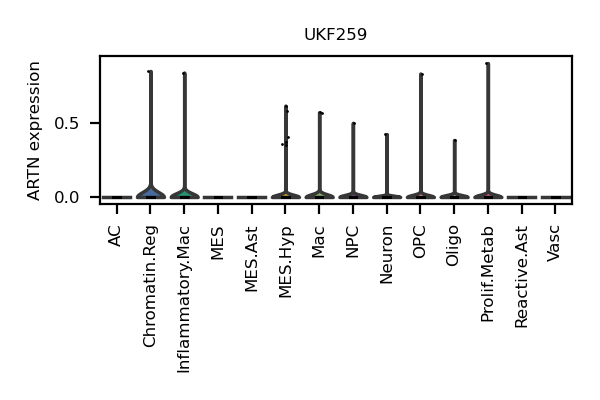 UKF259
ARTN expression
0.5
0.0
AC
Chromatin.Reg
Inflammatory.Mac
MES
MES.Ast
MES.Hyp
Mac
NPC
Neuron
OPC
Oligo
Prolif.Metab
Reactive.Ast
Vasc